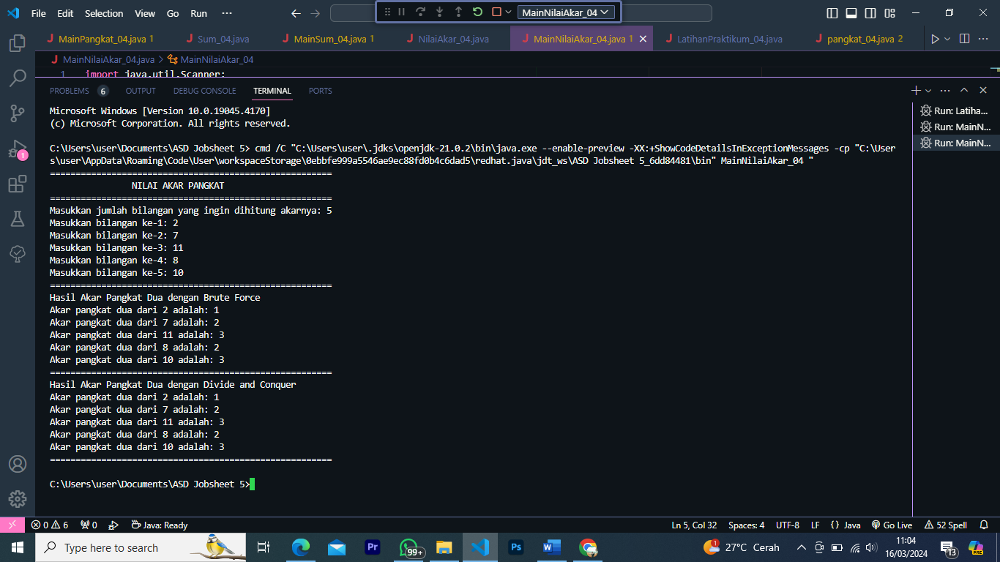 File Edit Selection View Go Run ··· MainNilaiAkar_04
MainPangkat_04.java 1 Sum_04.java MainSum_04.java 1 NilaiAkar_04.java MainNilaiAkar_04.java 1 LatihanPraktikum_04.java pangkat_04.java 2
MainNilaiAkar_04.java > MainNilaiAkar_04
1 import java.util.Scanner;
PROBLEMS 6 OUTPUT DEBUG CONSOLE TERMINAL PORTS
Microsoft Windows [Version 10.0.19045.4170]
(c) Microsoft Corporation. All rights reserved.
C:\Users\user\Documents\ASD Jobsheet 5> cmd /C "C:\Users\user\.jdks\openjdk-21.0.2\bin\java.exe --enable-preview -XX:+ShowCodeDetailsInExceptionMessages -cp "C:\User
s\user\AppData\Roaming\Code\User\workspaceStorage\0ebbfe999a5546ae9ec88fd0b4c6dad5\redhat.java\jdt_ws\ASD Jobsheet 5_6dd84481\bin" MainNilaiAkar_04 "
=======================================================
NILAI AKAR PANGKAT
=======================================================
Masukkan jumlah bilangan yang ingin dihitung akarnya: 5
Masukkan bilangan ke-1: 2
Masukkan bilangan ke-2: 7
Masukkan bilangan ke-3: 11
Masukkan bilangan ke-4: 8
Masukkan bilangan ke-5: 10
=======================================================
Hasil Akar Pangkat Dua dengan Brute Force
Akar pangkat dua dari 2 adalah: 1
Akar pangkat dua dari 7 adalah: 2
Akar pangkat dua dari 11 adalah: 3
Akar pangkat dua dari 8 adalah: 2
Akar pangkat dua dari 10 adalah: 3
=======================================================
Hasil Akar Pangkat Dua dengan Divide and Conquer
Akar pangkat dua dari 2 adalah: 1
Akar pangkat dua dari 7 adalah: 2
Akar pangkat dua dari 11 adalah: 3
Akar pangkat dua dari 8 adalah: 2
Akar pangkat dua dari 10 adalah: 3
=======================================================
C:\Users\user\Documents\ASD Jobsheet 5>
Run: Latiha...
Run: MainN...
Run: MainN...
1
0 6 0 Java: Ready Ln 5, Col 32 Spaces: 4 UTF-8 LF {} Java Go Live 52 Spell
Type here to search Pr 99+ Ps W 1 27°C Cerah 11:04 13 PRE
16/03/2024